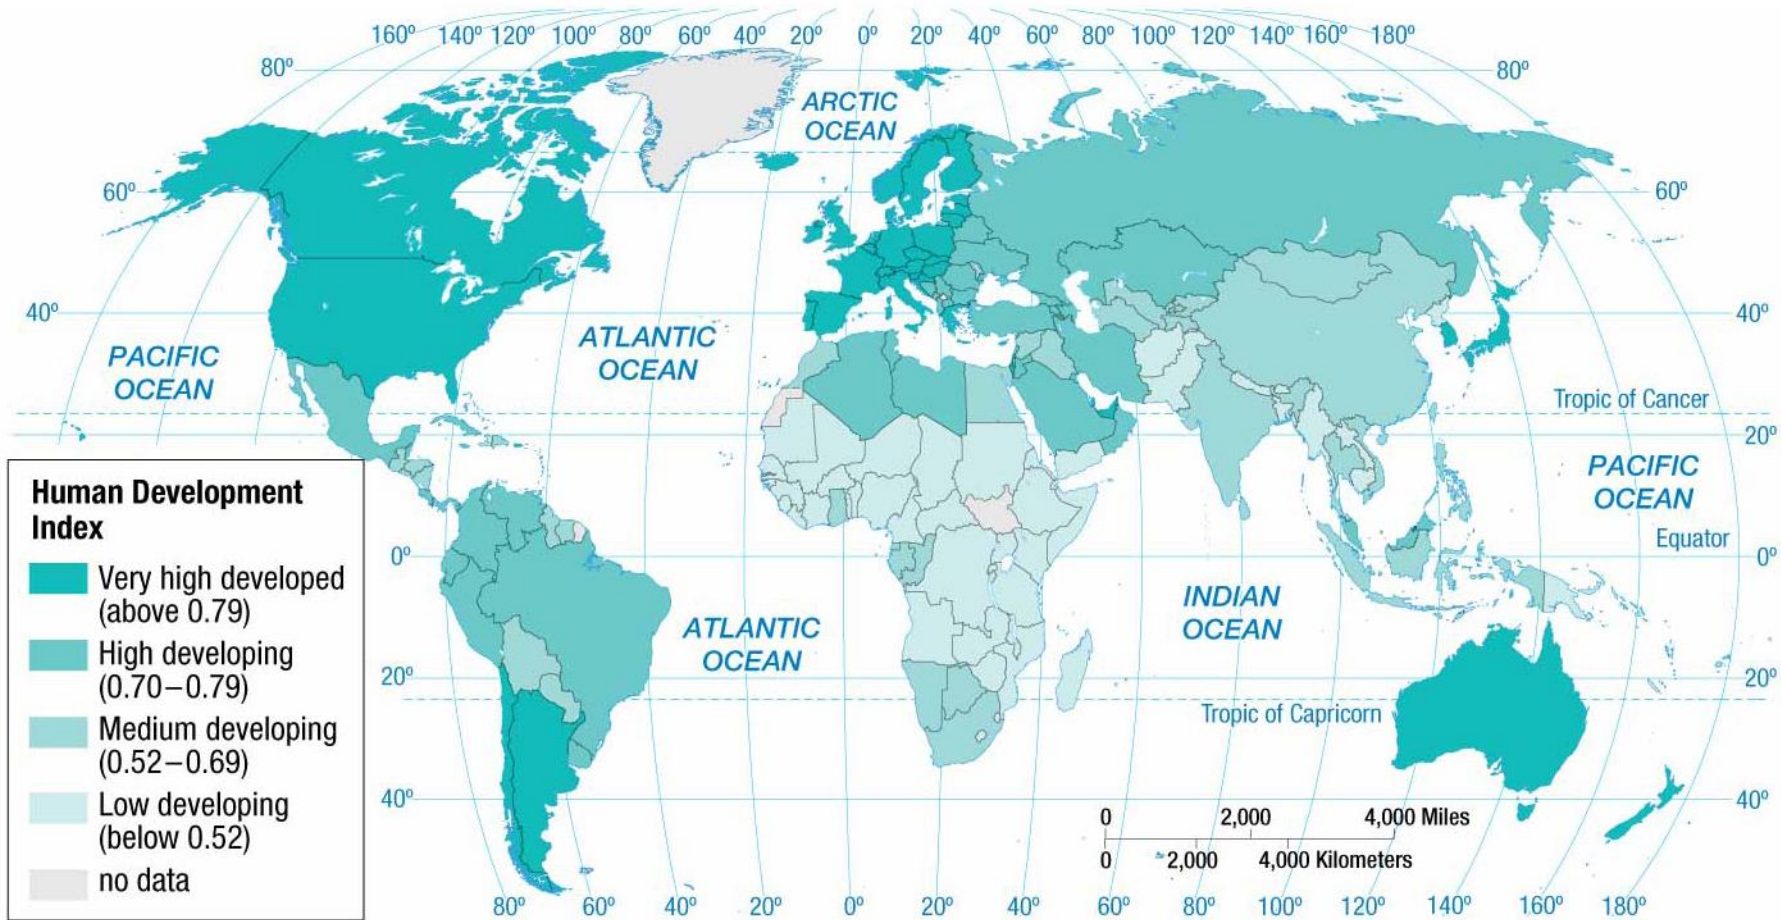 160º 140º 120º 100º 80º 60º 40º 20º 0º 20º 40º 60º 80º 100º 120º 140º 160º 180º
80º 80º
ARCTIC
OCEAN
60º 60º
40º 40º
PACIFIC
OCEAN
ATLANTIC
OCEAN
Tropic of Cancer
20º
PACIFIC
OCEAN
Equator
0º 0º
INDIAN
OCEAN
ATLANTIC
OCEAN
20º 20º
Tropic of Capricorn
40º 40º
0 2,000 4,000 Miles
0 2,000 4,000 Kilometers
80º 60º 40º 20º 0º 20º 40º 60º 80º 100º 120º 140º 160º 180º
Human Development
Index
Very high developed
(above 0.79)
High developing
(0.70–0.79)
Medium developing
(0.52–0.69)
Low developing
(below 0.52)
no data